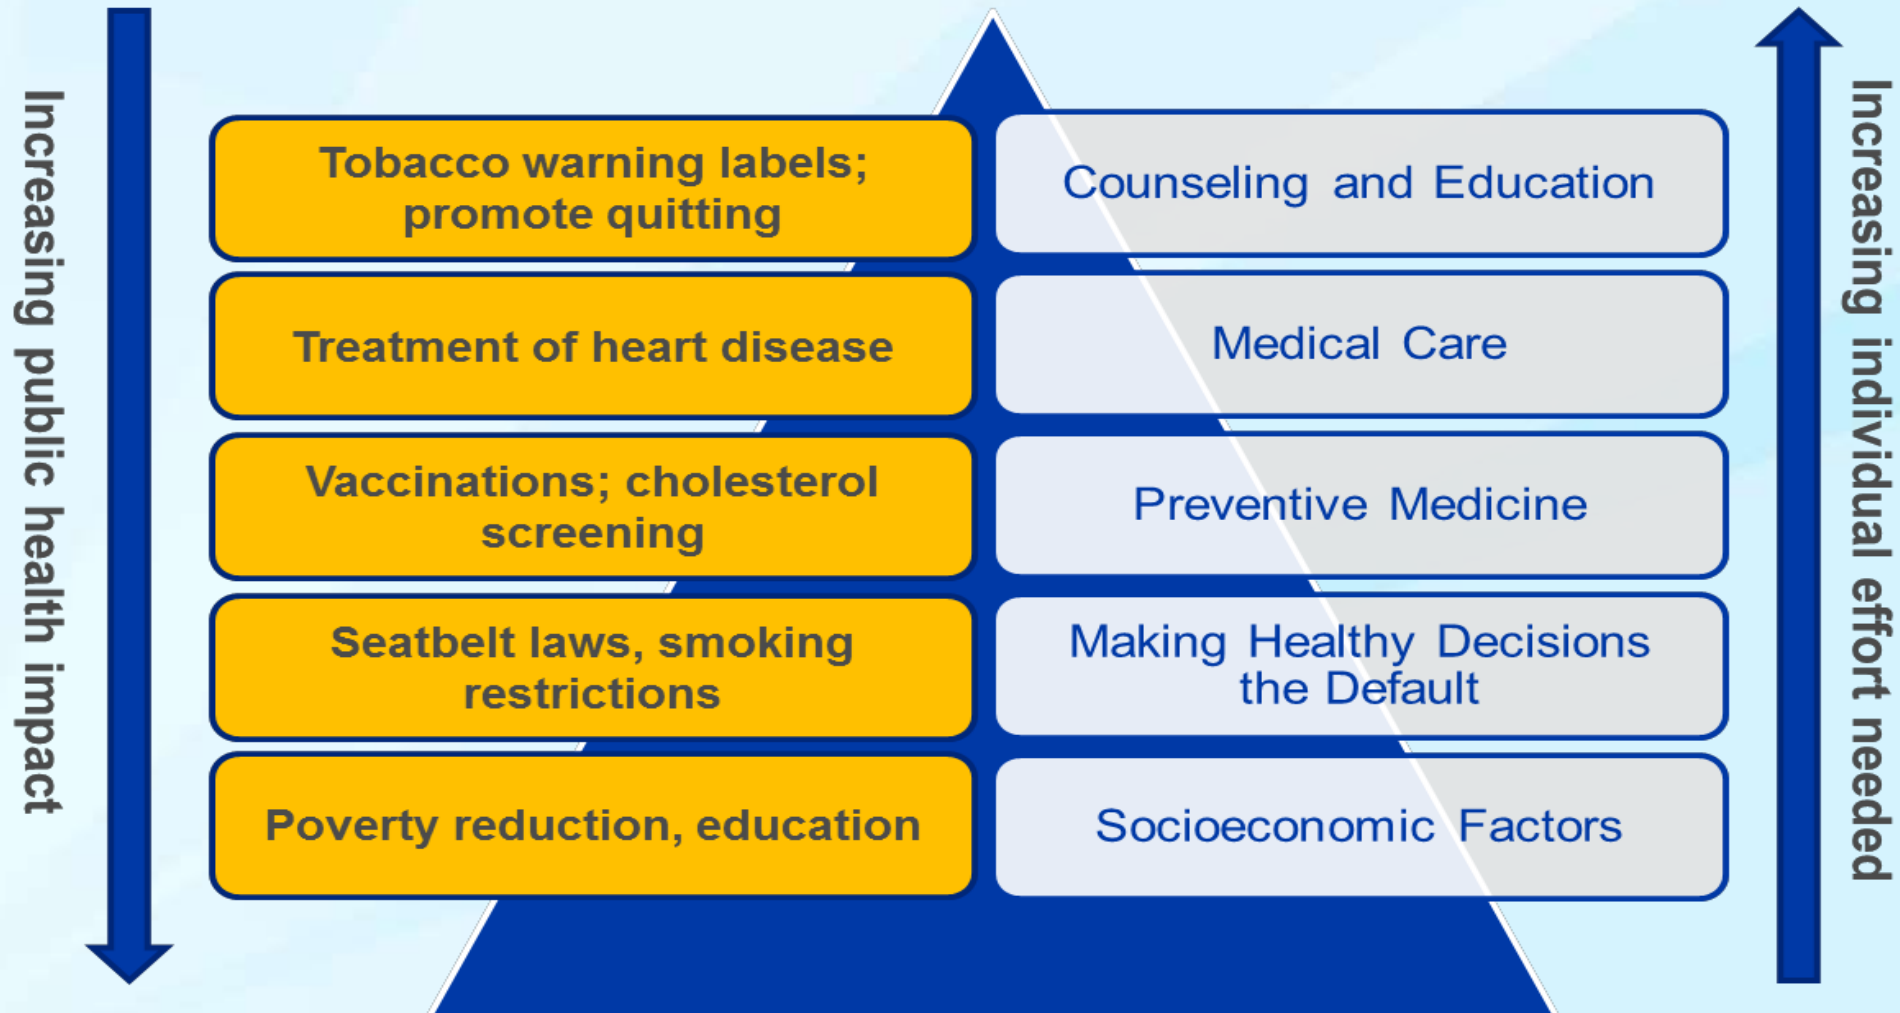 Increasing public health impact
Tobacco warning labels;
promote quitting
Counseling and Education
Treatment of heart disease
Medical Care
Vaccinations; cholesterol
screening
Preventive Medicine
Seatbelt laws, smoking
restrictions
Making Healthy Decisions
the Default
Poverty reduction, education
Socioeconomic Factors
Increasing individual effort needed